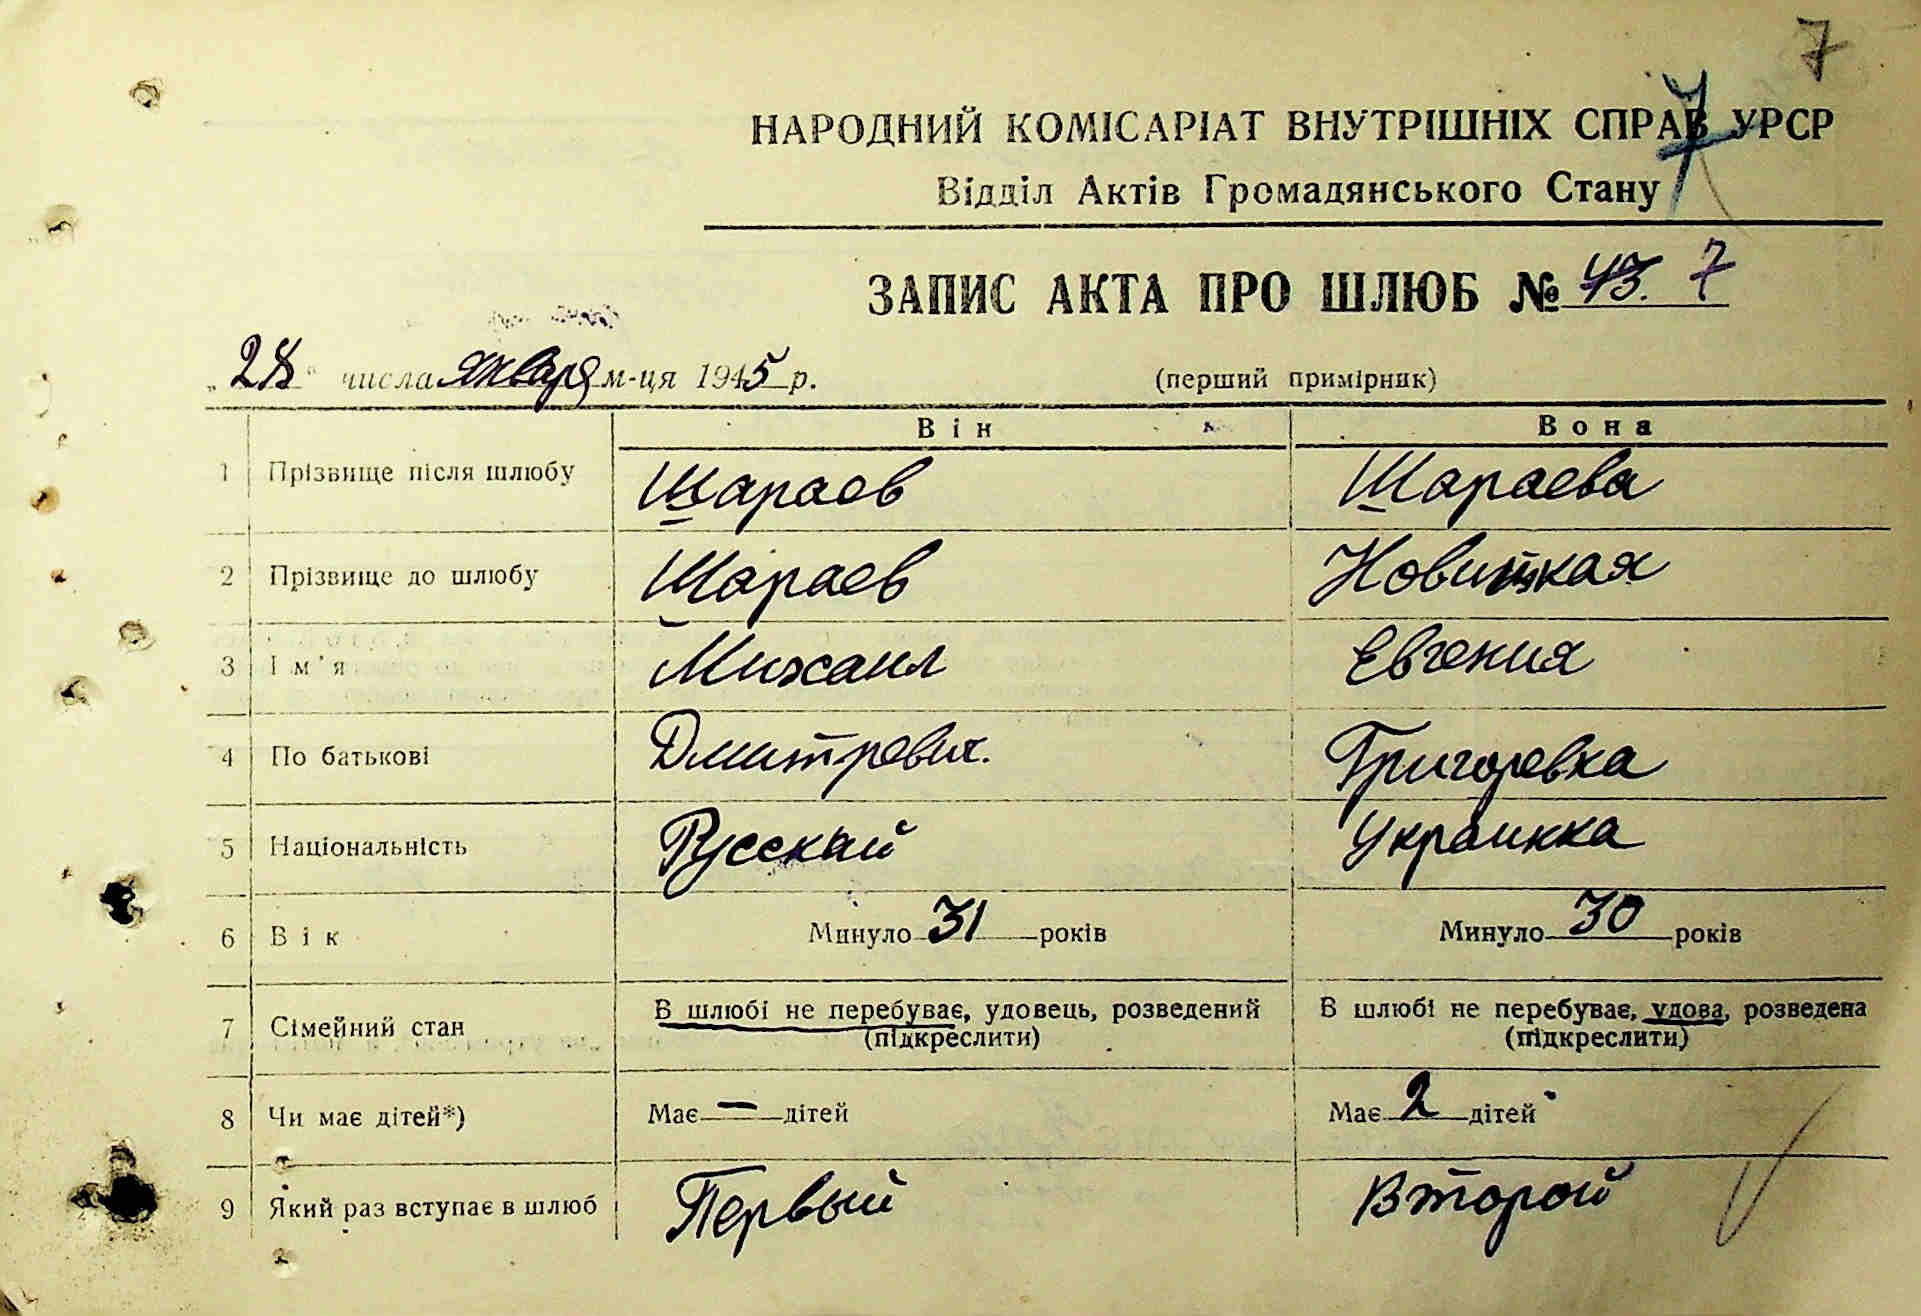 7
7
НАРОДНИЙ КОМІСАРІАТ ВНУТРІШНІХ СПРАВ УРСР
Відділ Актів Громадянського Стану
ЗАПИС АКТА ПРО ШЛЮБ № 43. 7
„28“ числа января м-ця 1945 р. (перший примірник)
Він Вона
1 Прізвище після шлюбу Шараев Шараева
2 Прізвище до шлюбу Шараев Новицкая
3 Ім'я Михаил Евгения
4 По батькові Дмитревич. Григоревна
5 Національність Русский Украинка
6 Вік Минуло 31 років Минуло 30 років
7 Сімейний стан В шлюбі не перебуває, удовець, розведений В шлюбі не перебуває, удова, розведена
(підкреслити) (підкреслити)
8 Чи має дітей*) Має — дітей Має 2 дітей
9 Який раз вступає в шлюб Первый Второй